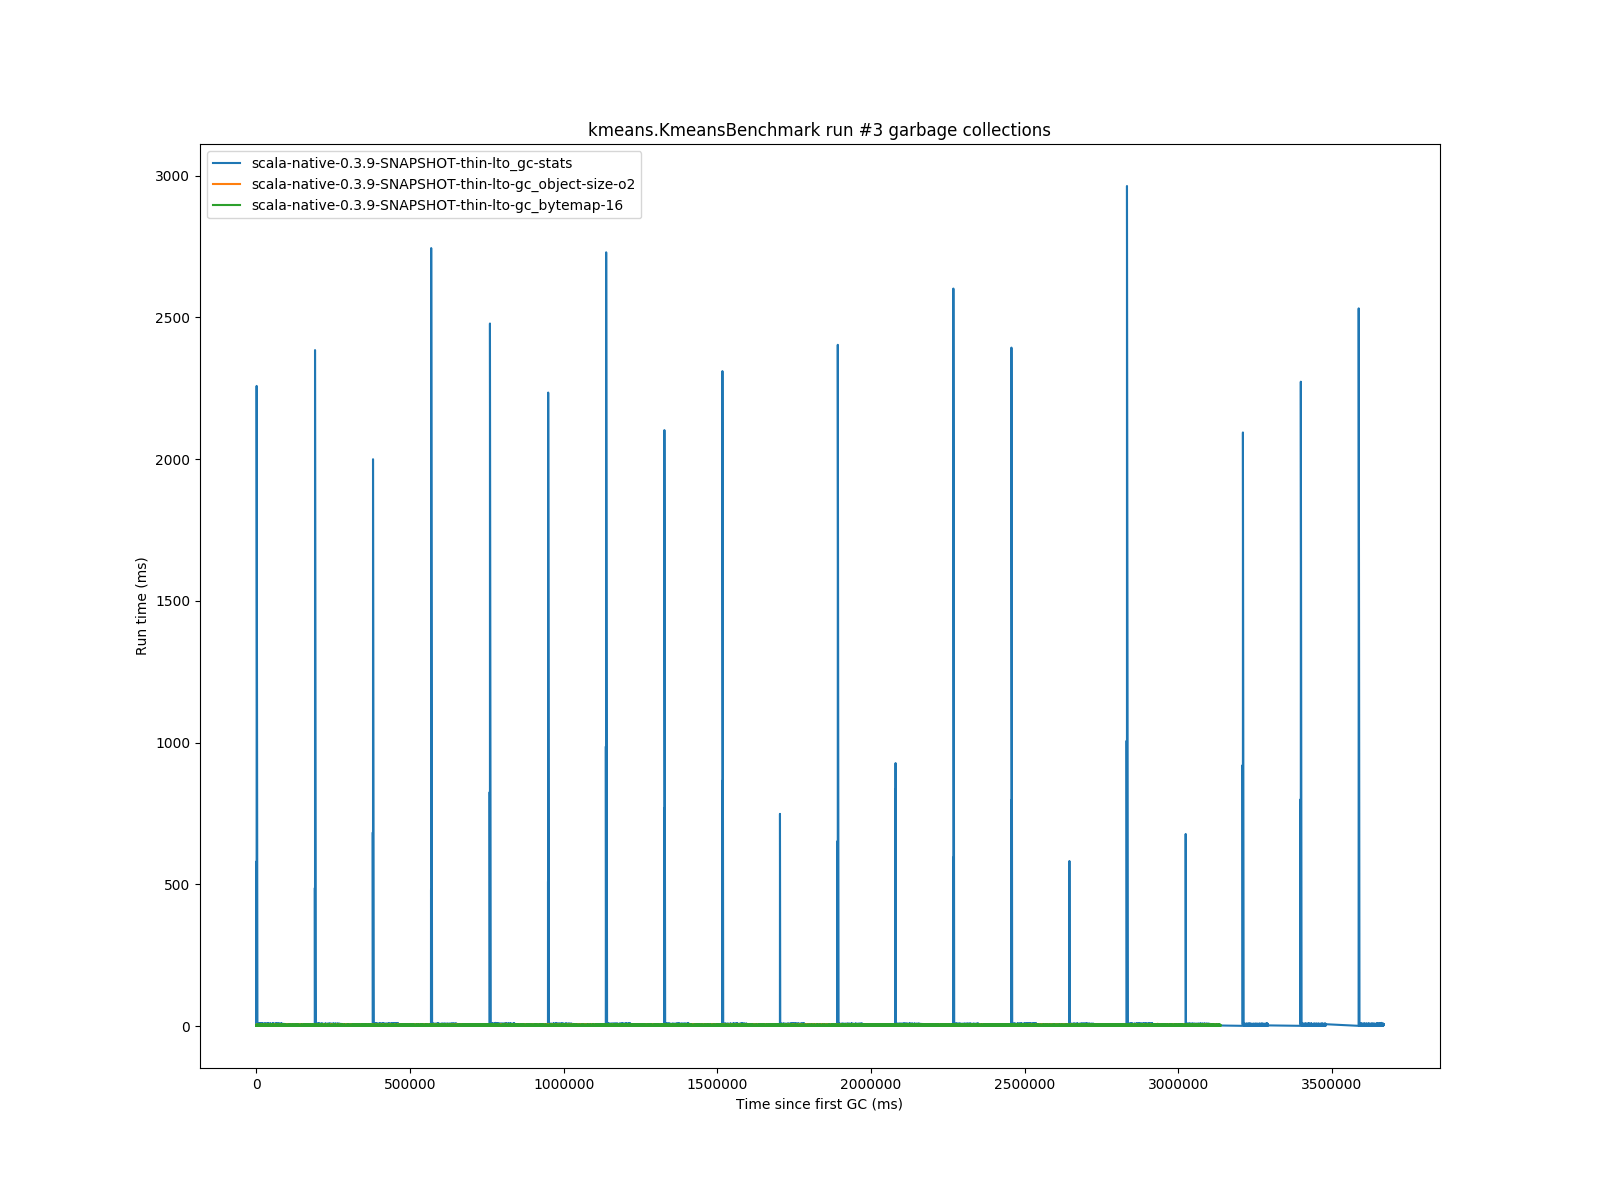 kmeans.KmeansBenchmark run #3 garbage collections
scala-native-0.3.9-SNAPSHOT-thin-lto_gc-stats
scala-native-0.3.9-SNAPSHOT-thin-lto-gc_object-size-o2
scala-native-0.3.9-SNAPSHOT-thin-lto-gc_bytemap-16
3000
2500
2000
1500
1000
500
0
Run time (ms)
0 500000 1000000 1500000 2000000 2500000 3000000 3500000
Time since first GC (ms)